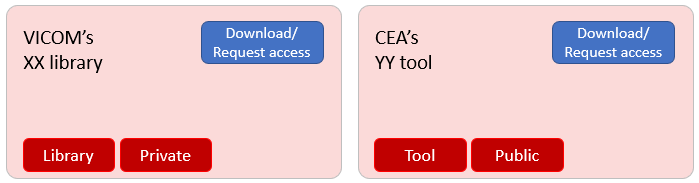 VICOM’s
XX library
Download/
Request access
Library
Private
CEA’s
YY tool
Download/
Request access
Tool
Public